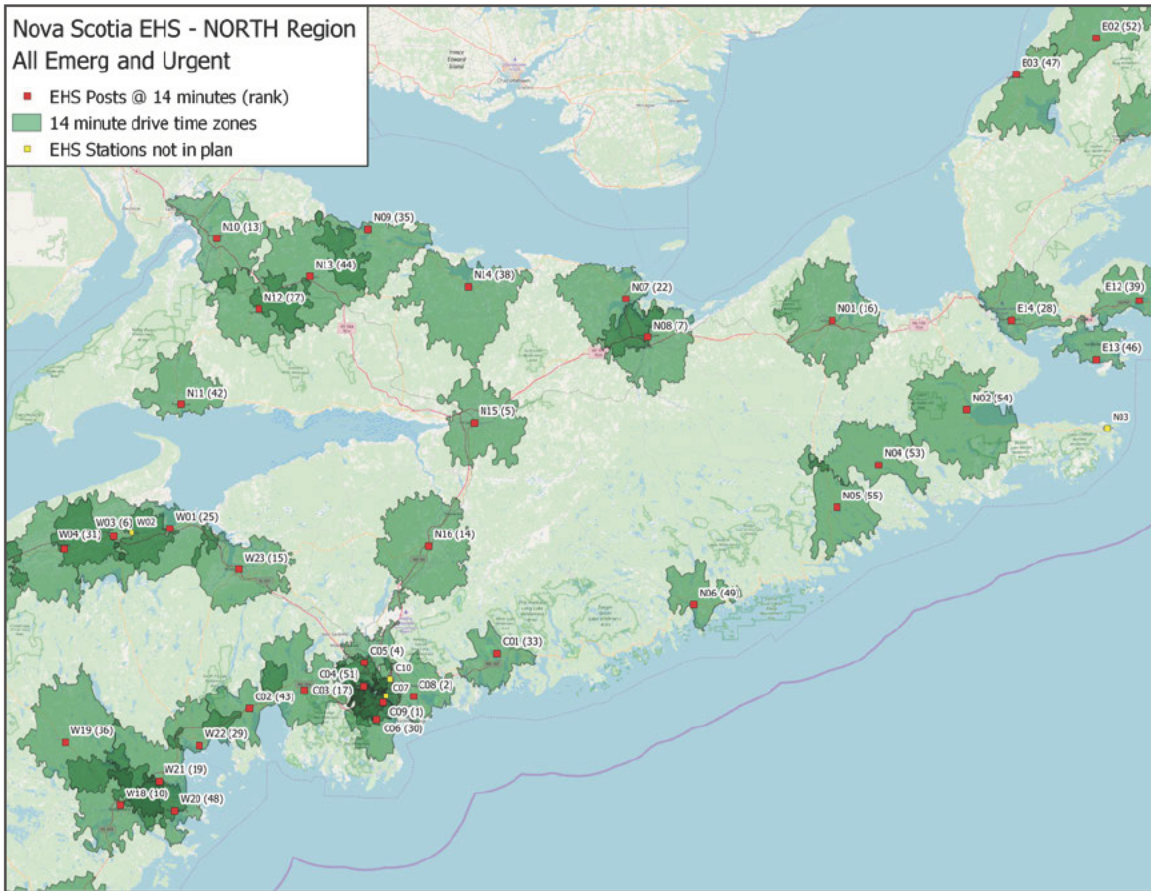 Nova Scotia EHS - NORTH Region
All Emerg and Urgent
EHS Posts @ 14 minutes (rank)
14 minute drive time zones
EHS Stations not in plan
E02 (52)
E03 (47)
N09 (35)
N10 (13)
N13 (44)
N14 (38)
N07 (22)
E12 (39)
N12 (27)
N01 (16)
E14 (28)
N08 (7)
E13 (46)
N11 (42)
N02 (54)
N15 (5)
N03
N04 (53)
N05 (55)
W01 (25)
W03 (6)
W02
W04 (31)
N16 (14)
W23 (15)
N06 (49)
C01 (33)
C05 (4)
C04 (51)
C10
C03 (17)
C07
C08 (2)
C02 (43)
C09 (1)
C06 (30)
W19 (36)
W22 (29)
W21 (19)
W18 (10)
W20 (48)